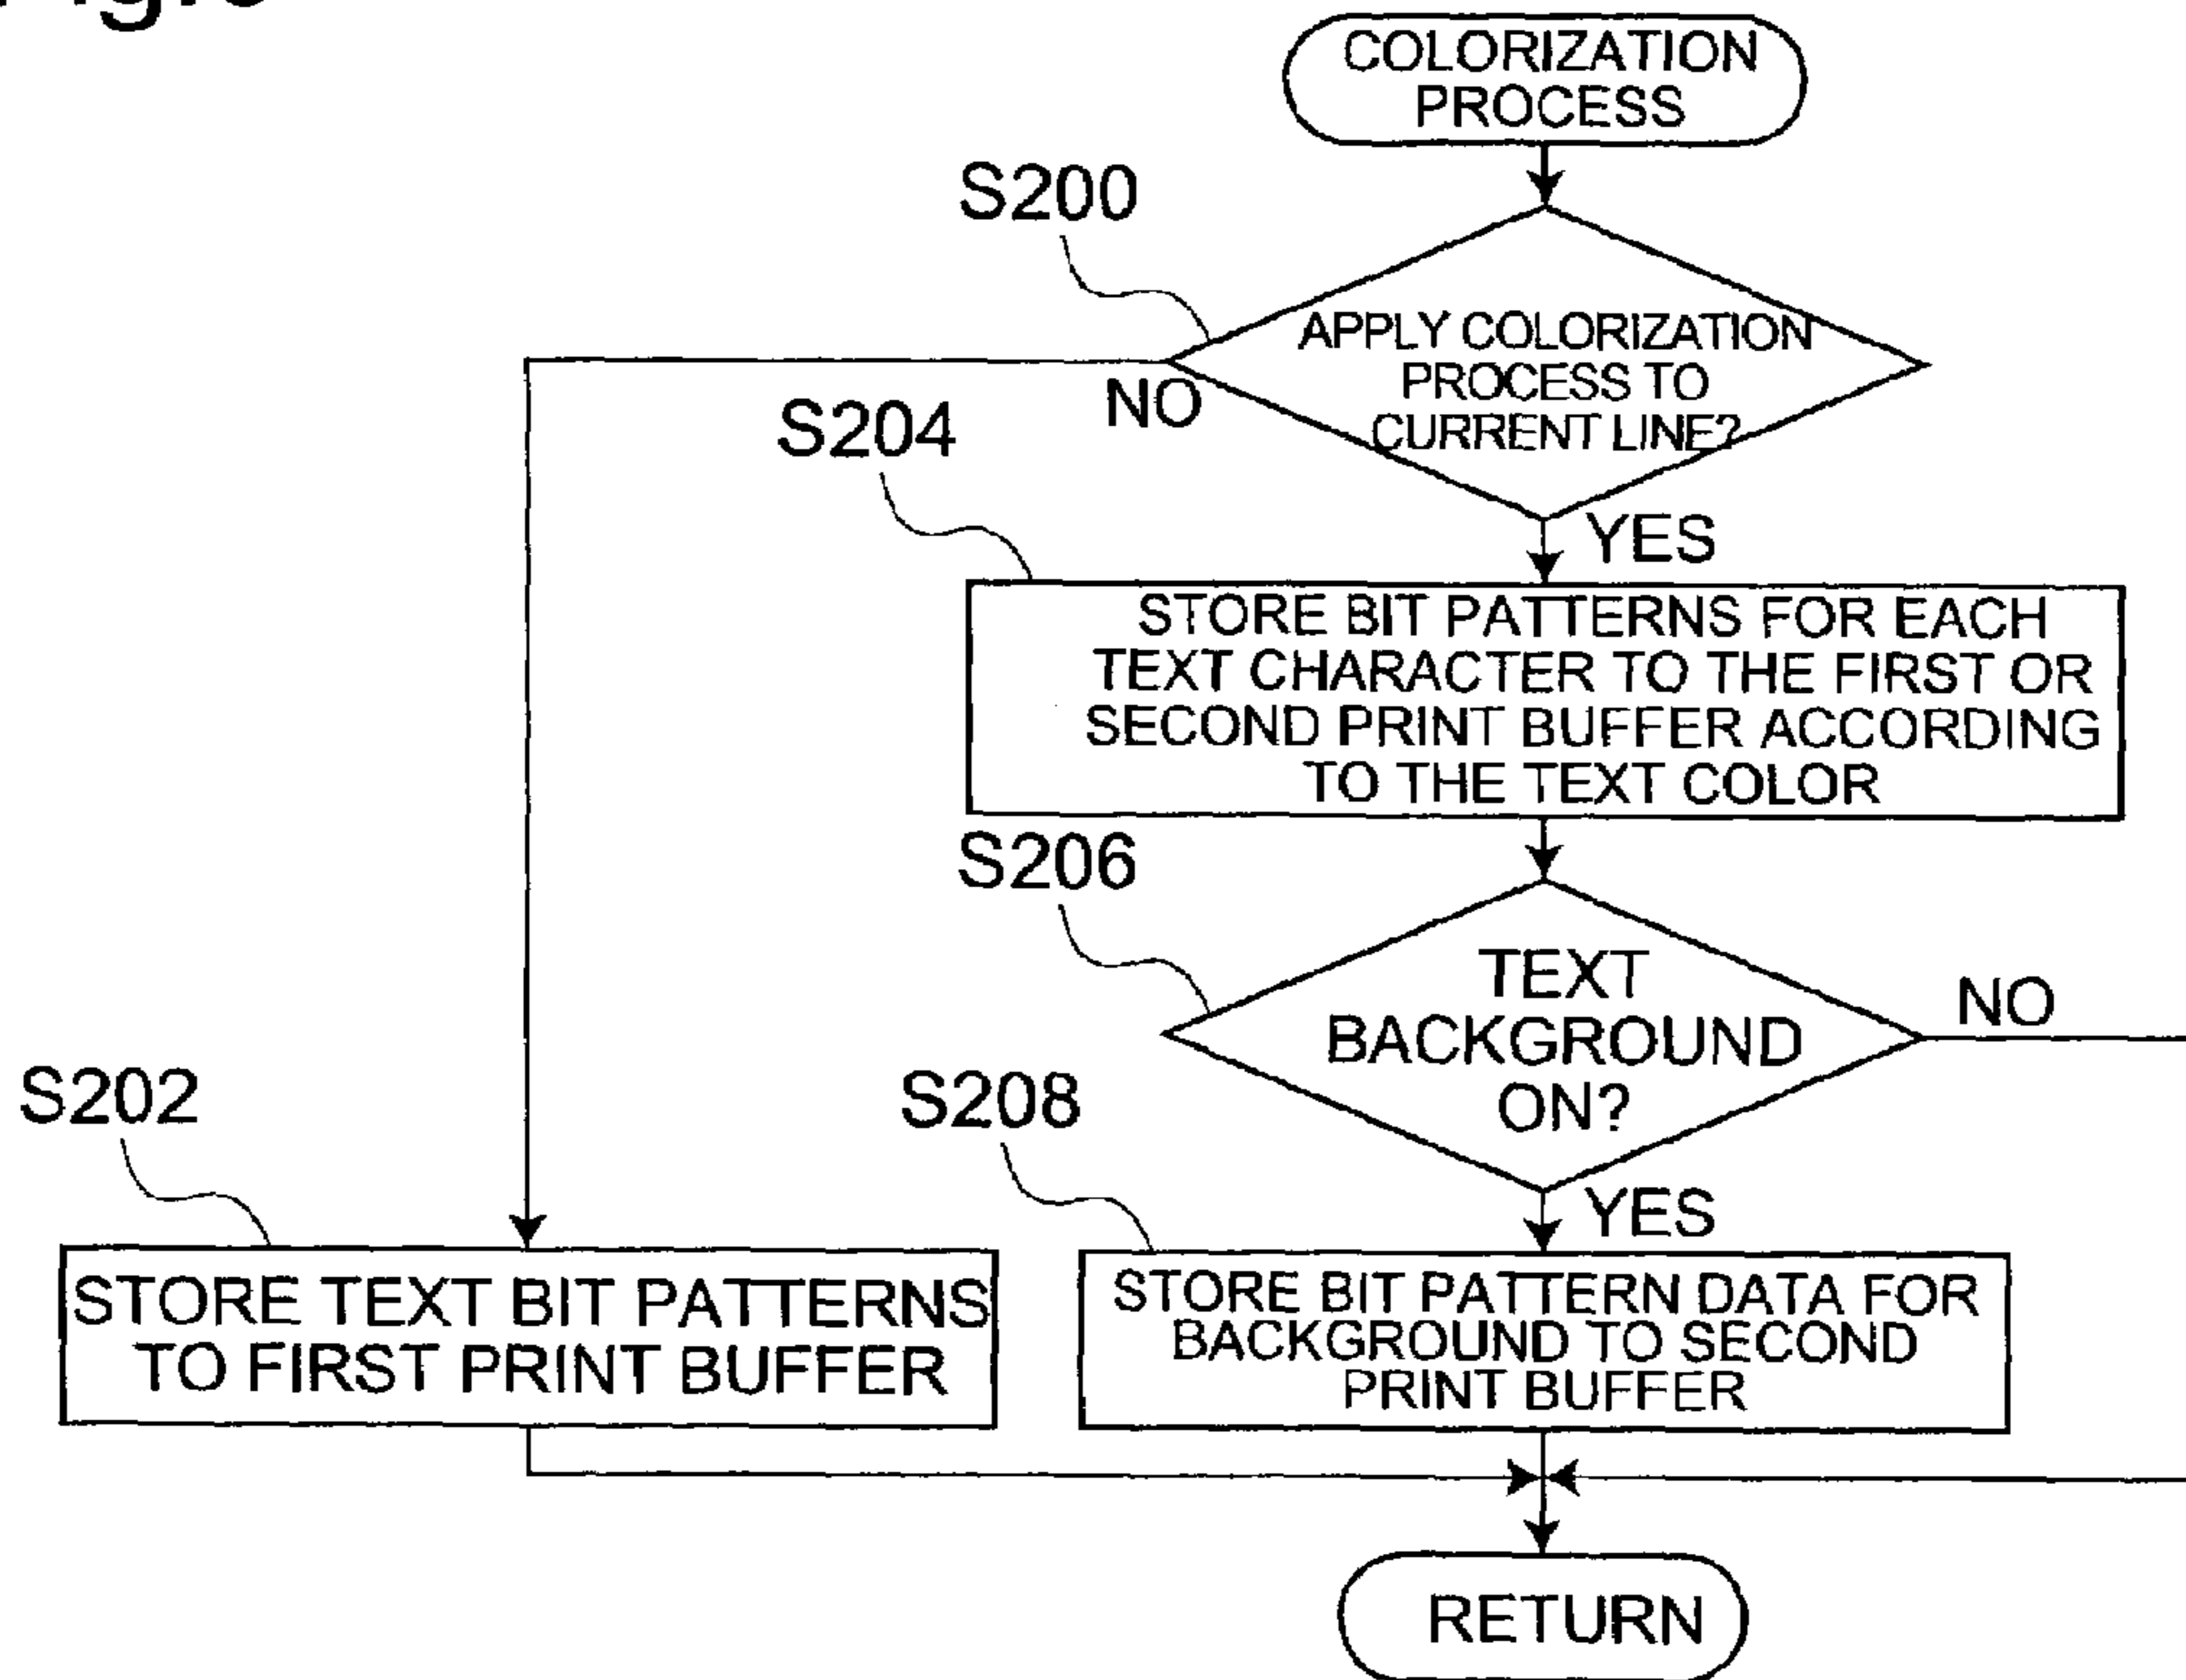 COLORIZATION
PROCESS
S200
APPLY COLORIZATION
PROCESS TO
CURRENT LINE?
NO
S204
YES
STORE BIT PATTERNS FOR EACH
TEXT CHARACTER TO THE FIRST OR
SECOND PRINT BUFFER ACCORDING
TO THE TEXT COLOR
S206
TEXT
BACKGROUND
ON?
NO
S202
S208
YES
STORE TEXT BIT PATTERNS
TO FIRST PRINT BUFFER
STORE BIT PATTERN DATA FOR
BACKGROUND TO SECOND
PRINT BUFFER
RETURN